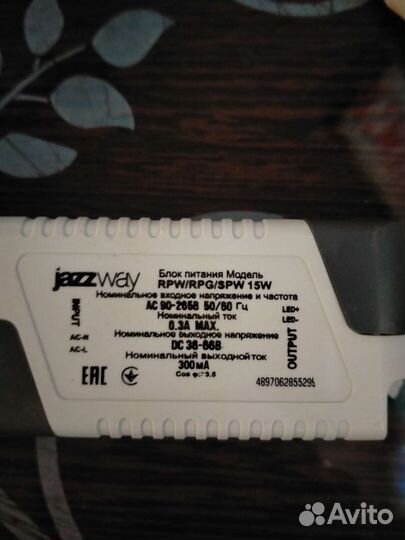 jazzway
Блок питания Модель
RPW/RPG/SPW 15W
Номинальное входное напряжение и частота
AC 90-265В 50/60 Гц
Номинальный ток
0.3A MAX.
Номинальное выходное напряжение
DC 36-66В
Номинальный выходной ток
300мА
INPUT
AC-N
AC-L
OUTPUT
LED+
LED-
EAC
4897062855295
Avito